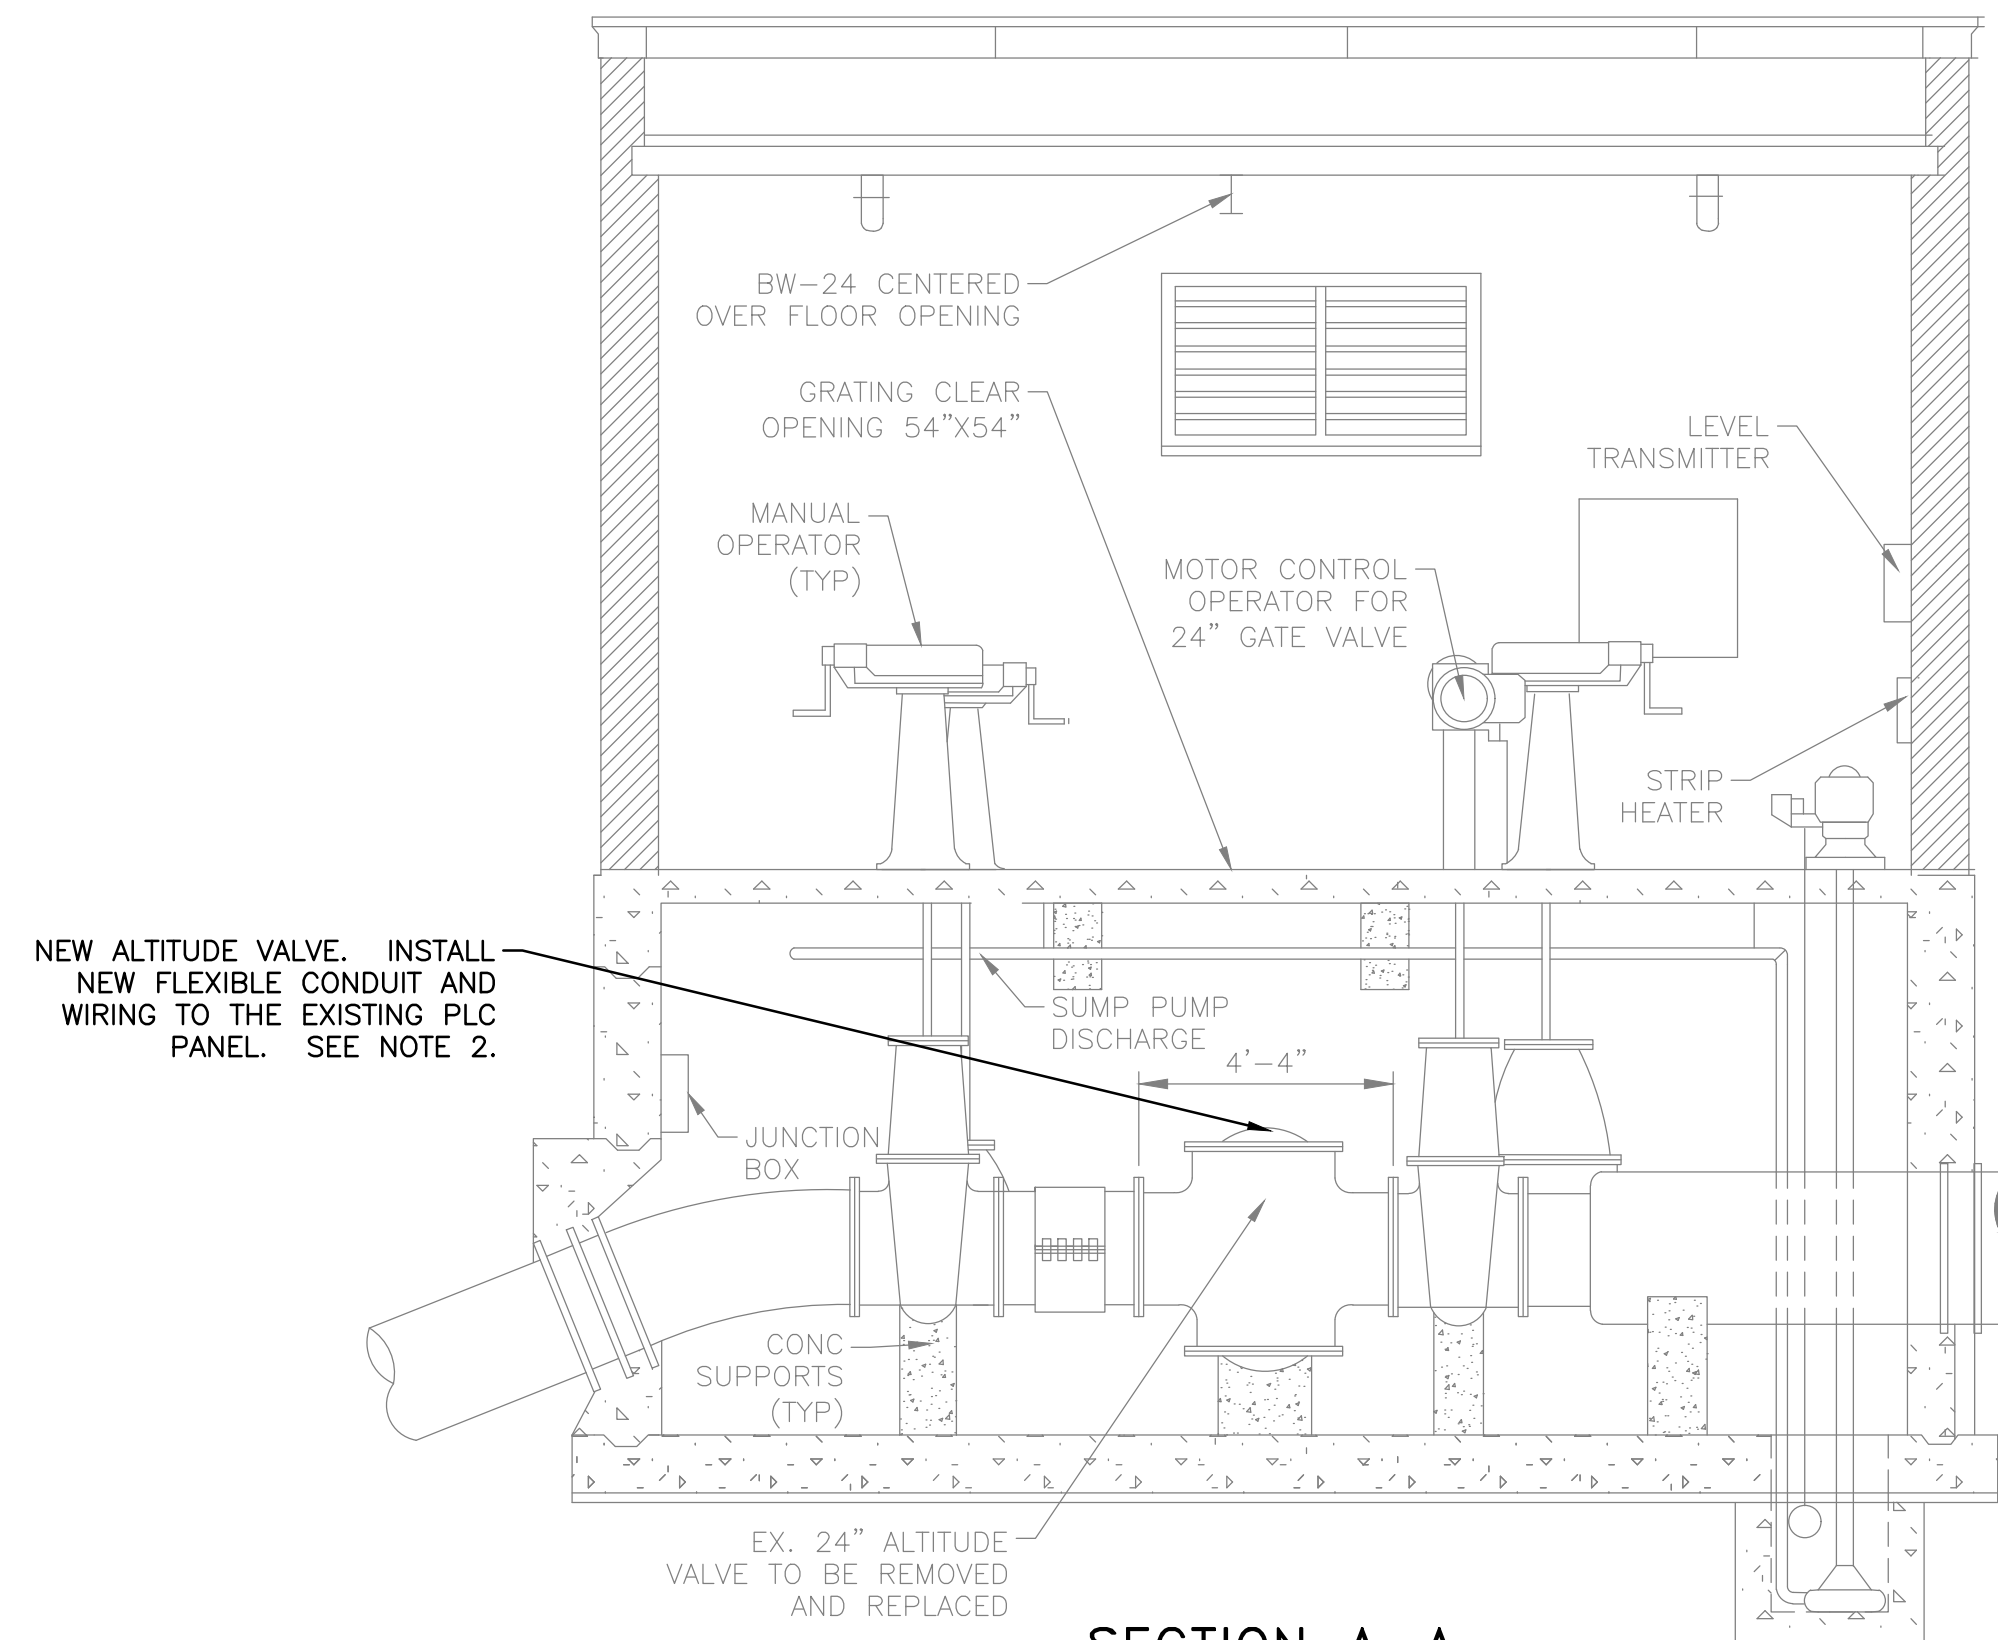 BW-24 CENTERED
OVER FLOOR OPENING
GRATING CLEAR
OPENING 54"X54"
LEVEL
TRANSMITTER
MANUAL
OPERATOR
(TYP)
MOTOR CONTROL
OPERATOR FOR
24" GATE VALVE
STRIP
HEATER
NEW ALTITUDE VALVE. INSTALL
NEW FLEXIBLE CONDUIT AND
WIRING TO THE EXISTING PLC
PANEL. SEE NOTE 2.
SUMP PUMP
DISCHARGE
4'-4"
JUNCTION
BOX
CONC
SUPPORTS
(TYP)
EX. 24" ALTITUDE
VALVE TO BE REMOVED
AND REPLACED
SECTION A-A